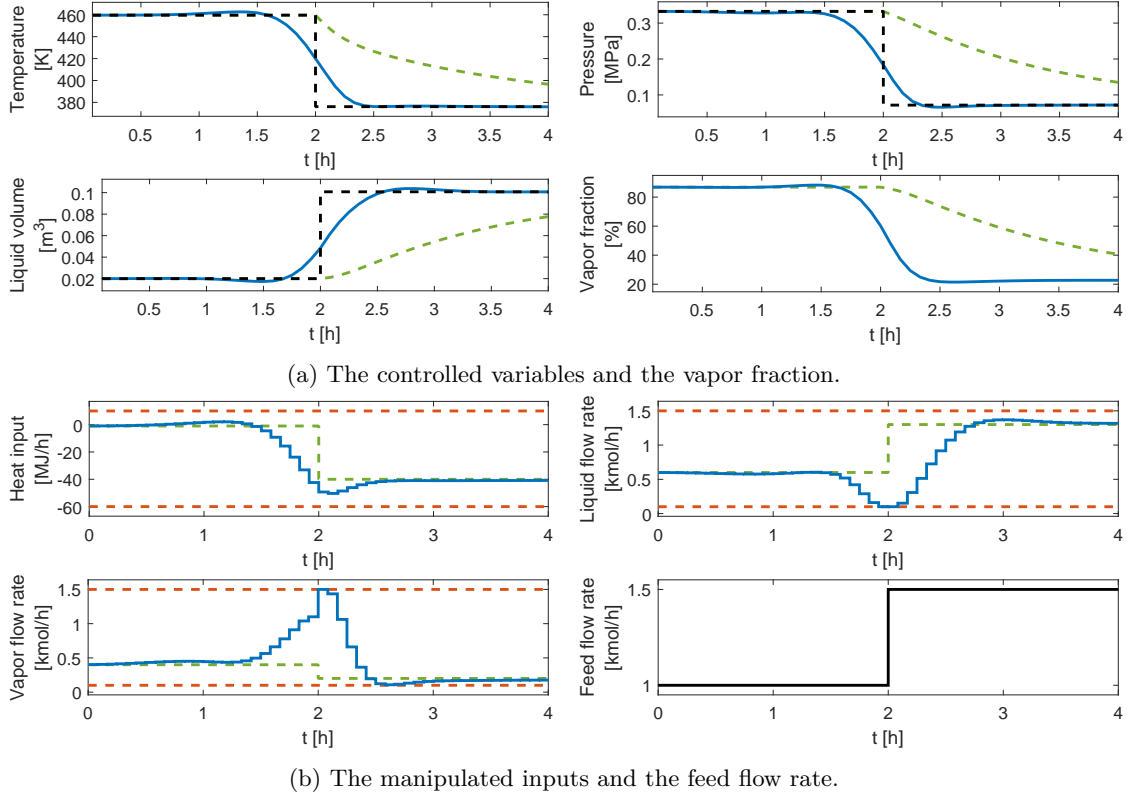 Temperature
[K]
460
420
380
0.5 1 1.5 2 2.5 3 3.5 4
t [h]
Pressure
[MPa]
0.3
0.1
0.5 1 1.5 2 2.5 3 3.5 4
t [h]
Liquid volume
[m³]
0.1
0.08
0.06
0.04
0.02
0.5 1 1.5 2 2.5 3 3.5 4
t [h]
Vapor fraction
[%]
80
60
40
20
0.5 1 1.5 2 2.5 3 3.5 4
t [h]
(a) The controlled variables and the vapor fraction.
Heat input
[MJ/h]
0
-20
-40
-60
0 1 2 3 4
t [h]
Liquid flow rate
[kmol/h]
1.5
1
0.5
0
0 1 2 3 4
t [h]
Vapor flow rate
[kmol/h]
1.5
1
0.5
0
0 1 2 3 4
t [h]
Feed flow rate
[kmol/h]
1.5
1
0 1 2 3 4
t [h]
(b) The manipulated inputs and the feed flow rate.